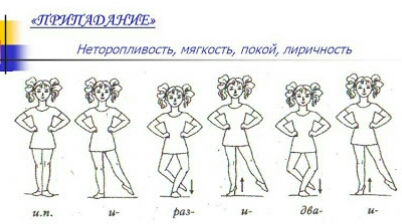 «ПРИПАДАНИЕ»
Неторопливость, мягкость, покой, лиричность
и.п. и- раз- и- два- и-